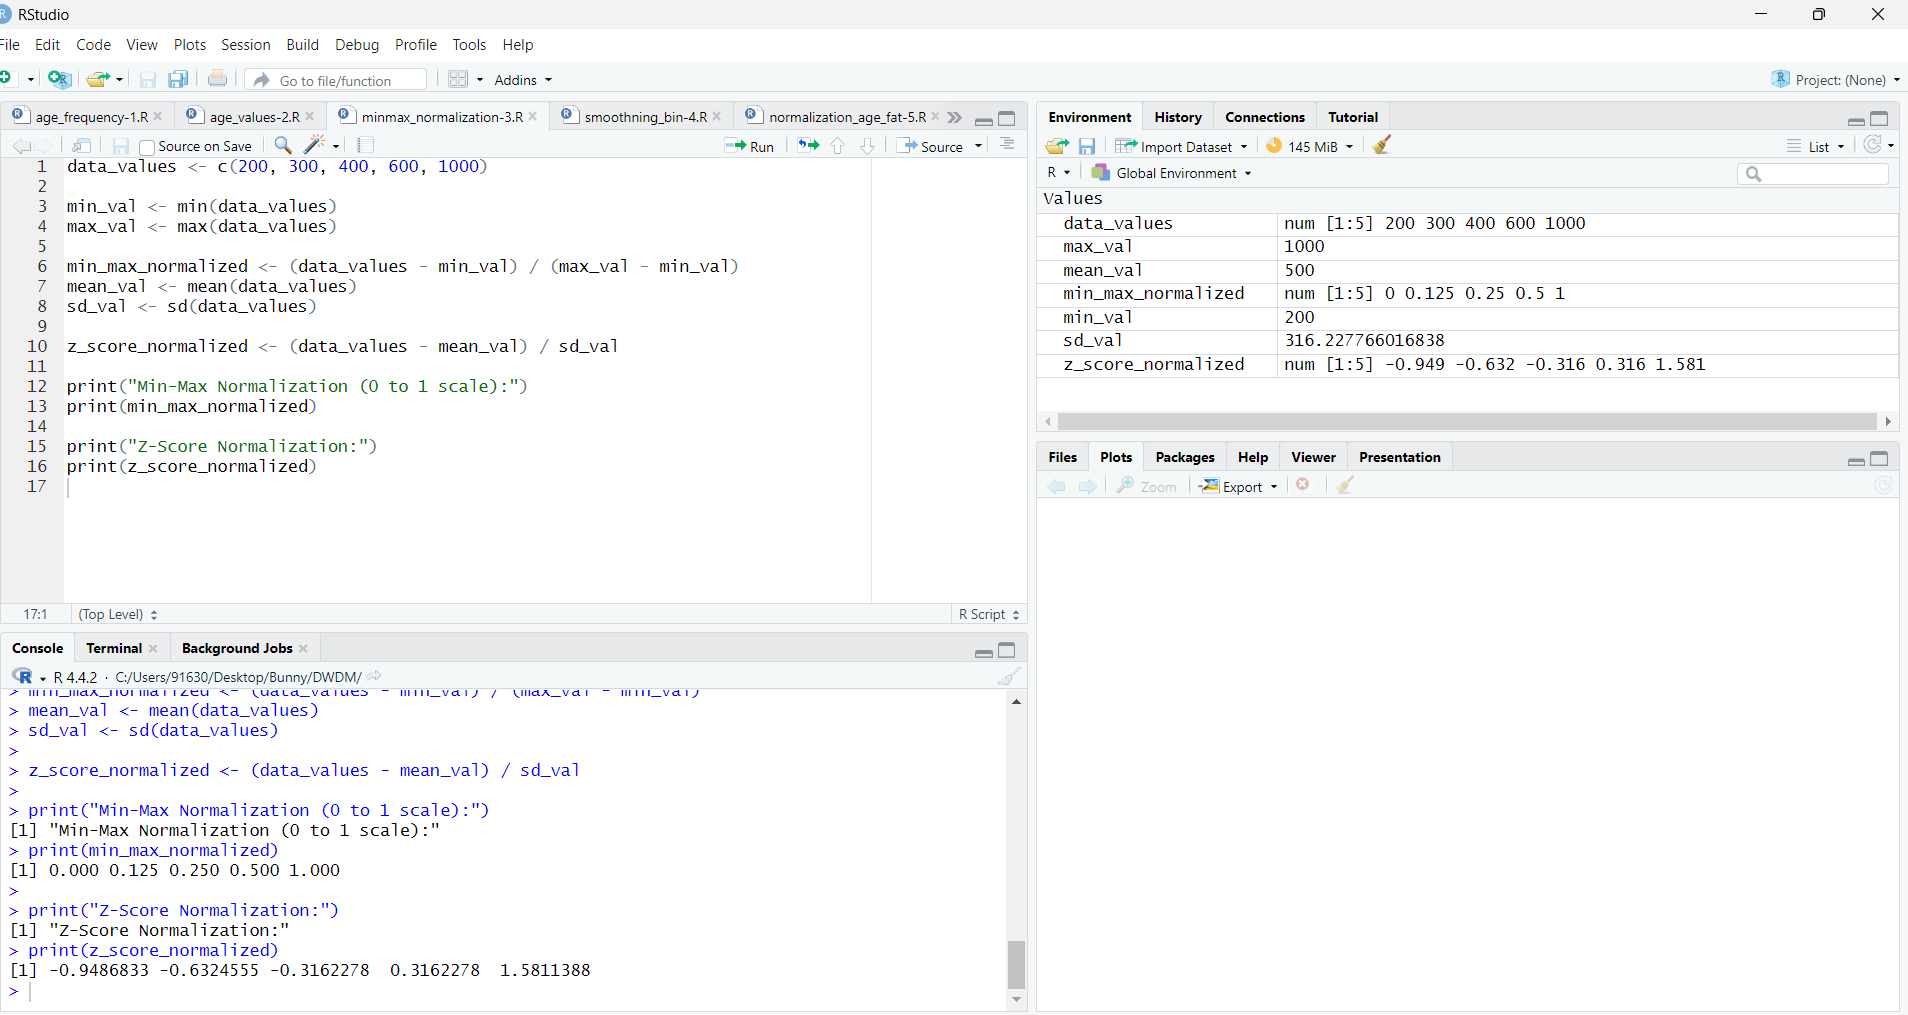 RStudio
File Edit Code View Plots Session Build Debug Profile Tools Help
Go to file/function Addins Project: (None)
age_frequency-1.R age_values-2.R minmax_normalization-3.R smoothning_bin-4.R normalization_age_fat-5.R
Source on Save Run Source
1 data_values <- c(200, 300, 400, 600, 1000)
2
3 min_val <- min(data_values)
4 max_val <- max(data_values)
5
6 min_max_normalized <- (data_values - min_val) / (max_val - min_val)
7 mean_val <- mean(data_values)
8 sd_val <- sd(data_values)
9
10 z_score_normalized <- (data_values - mean_val) / sd_val
11
12 print("Min-Max Normalization (0 to 1 scale):")
13 print(min_max_normalized)
14
15 print("Z-Score Normalization:")
16 print(z_score_normalized)
17
17:1 (Top Level) R Script
Console Terminal Background Jobs
R R 4.4.2 · C:/Users/91630/Desktop/Bunny/DWDM/
> min_max_normalized <- (data_values - min_val) / (max_val - min_val)
> mean_val <- mean(data_values)
> sd_val <- sd(data_values)
>
> z_score_normalized <- (data_values - mean_val) / sd_val
>
> print("Min-Max Normalization (0 to 1 scale):")
[1] "Min-Max Normalization (0 to 1 scale):"
> print(min_max_normalized)
[1] 0.000 0.125 0.250 0.500 1.000
>
> print("Z-Score Normalization:")
[1] "Z-Score Normalization:"
> print(z_score_normalized)
[1] -0.9486833 -0.6324555 -0.3162278 0.3162278 1.5811388
>
Environment History Connections Tutorial
Import Dataset 145 MiB List
R Global Environment
Values
data_values num [1:5] 200 300 400 600 1000
max_val 1000
mean_val 500
min_max_normalized num [1:5] 0 0.125 0.25 0.5 1
min_val 200
sd_val 316.227766016838
z_score_normalized num [1:5] -0.949 -0.632 -0.316 0.316 1.581
Files Plots Packages Help Viewer Presentation
Zoom Export